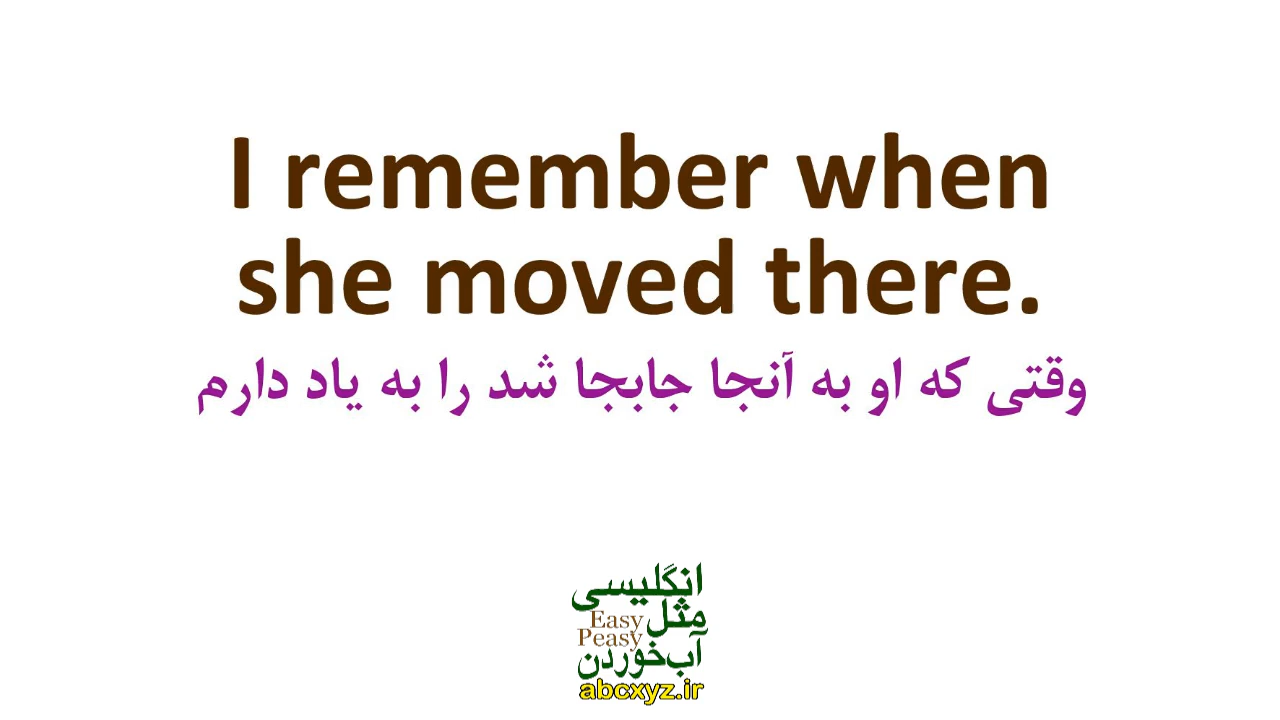 I remember when
she moved there.
وقتی که او به آنجا جابجا شد را به یاد دارم
انگلیسی
مثل
Easy
Peasy
آب‌خوردن
abcxyz.ir